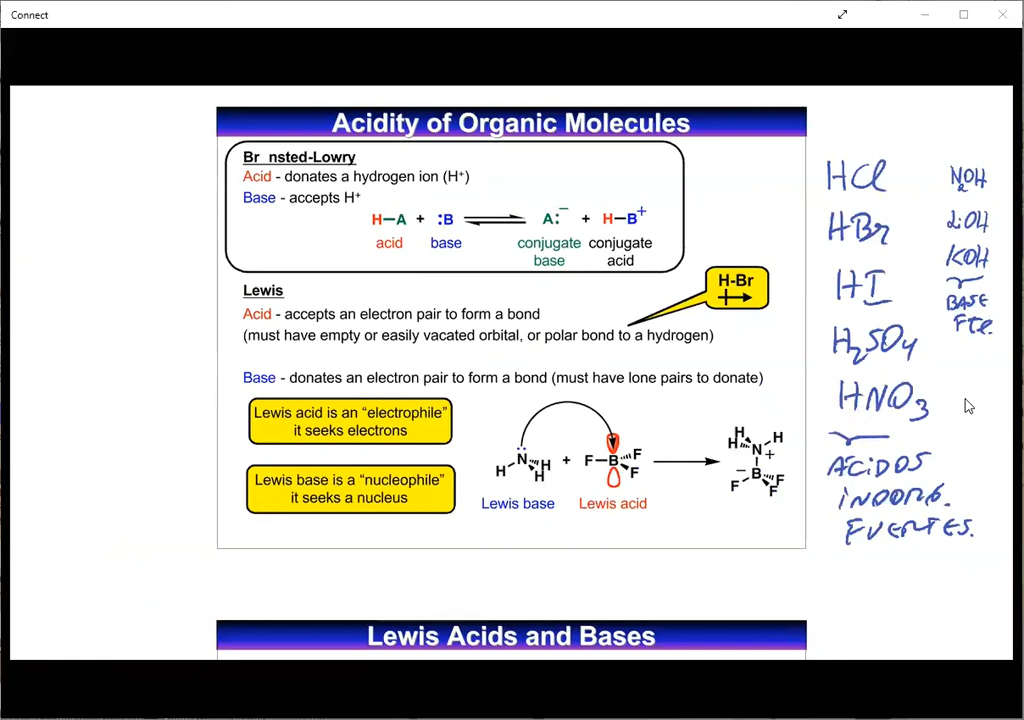 Connect
Acidity of Organic Molecules
Br nsted-Lowry
Acid - donates a hydrogen ion (H⁺)
Base - accepts H⁺
H–A + :B ⇌ A:⁻ + H–B⁺
acid base conjugate base conjugate acid
Lewis
H-Br
Acid - accepts an electron pair to form a bond
(must have empty or easily vacated orbital, or polar bond to a hydrogen)
Base - donates an electron pair to form a bond (must have lone pairs to donate)
Lewis acid is an “electrophile”
it seeks electrons
Lewis base is a “nucleophile”
it seeks a nucleus
H N H H + F B F F → H H N H + − B F F F
Lewis base Lewis acid
HCl
HBr
HI
H₂SO₄
HNO₃
ACIDOS
INORG.
FUERTES.
LiOH
KOH
BASE
FTE.
Lewis Acids and Bases